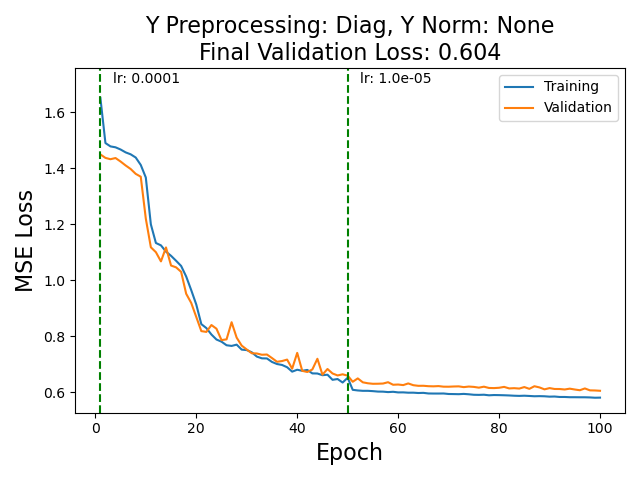 Y Preprocessing: Diag, Y Norm: None
Final Validation Loss: 0.604
lr: 0.0001
lr: 1.0e-05
Training
Validation
MSE Loss
1.6
1.4
1.2
1.0
0.8
0.6
0
20
40
60
80
100
Epoch